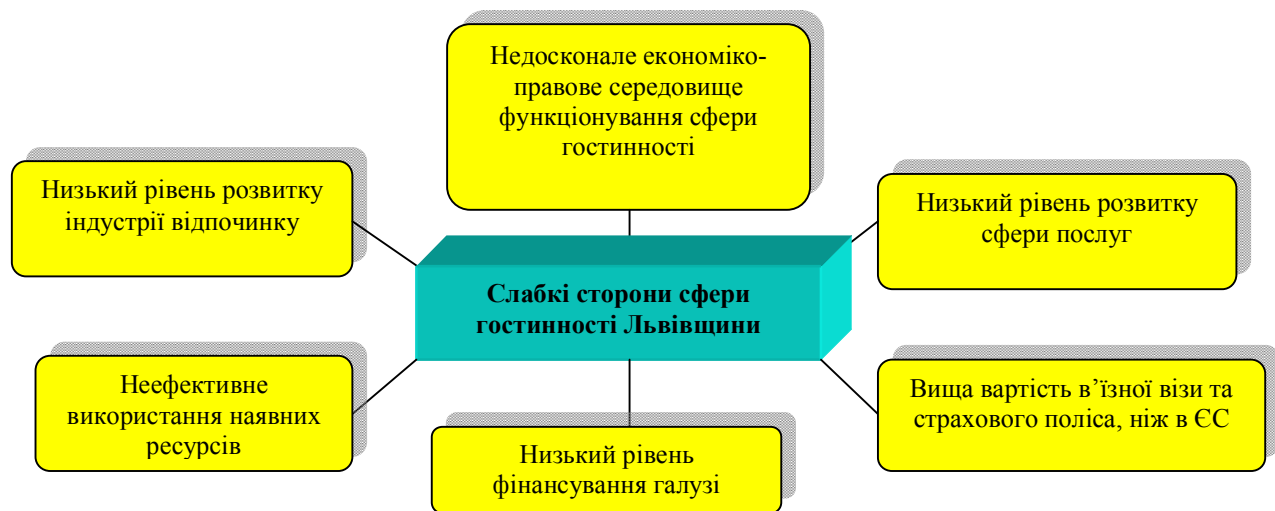 Недосконале економіко-
правове середовище
функціонування сфери
гостинності
Низький рівень розвитку
індустрії відпочинку
Низький рівень розвитку
сфери послуг
Слабкі сторони сфери
гостинності Львівщини
Неефективне
використання наявних
ресурсів
Низький рівень
фінансування галузі
Вища вартість в’їзної візи та
страхового поліса, ніж в ЄС